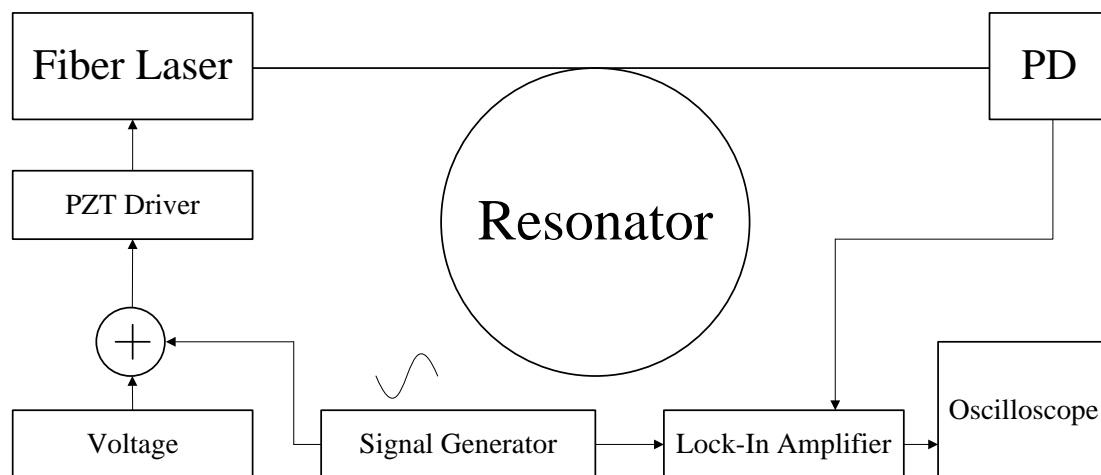 Fiber Laser
PD
PZT Driver
Resonator
Voltage
Signal Generator
Lock-In Amplifier
Oscilloscope